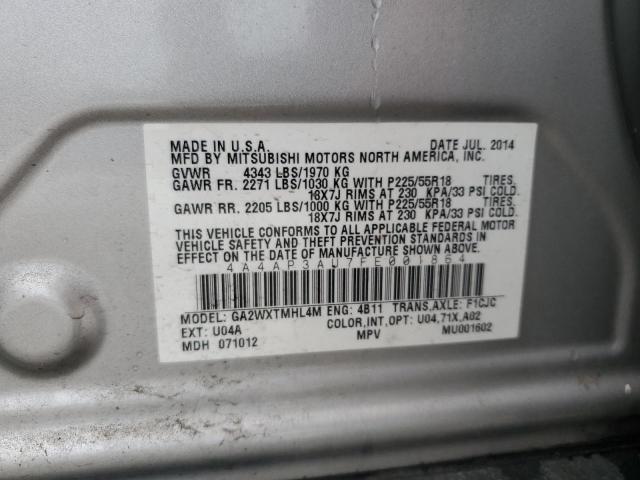 MADE IN U.S.A. DATE JUL. 2014
MFD BY MITSUBISHI MOTORS NORTH AMERICA, INC.
GVWR 4343 LBS/1970 KG
GAWR FR. 2271 LBS/1030 KG WITH P225/55R18 TIRES,
18X7J RIMS AT 230 KPA/33 PSI COLD.
GAWR RR. 2205 LBS/1000 KG WITH P225/55R18 TIRES,
18X7J RIMS AT 230 KPA/33 PSI COLD.
THIS VEHICLE CONFORMS TO ALL APPLICABLE FEDERAL MOTOR
VEHICLE SAFETY AND THEFT PREVENTION STANDARDS IN
EFFECT ON THE DATE OF MANUFACTURE SHOWN ABOVE.
4A4AP3AU7FE001864
MODEL: GA2WXTMHL4M ENG: 4B11 TRANS,AXLE: F1CJC
EXT: U04A COLOR,INT,OPT: U04,71X,A02
MDH 071012 MPV MU001602